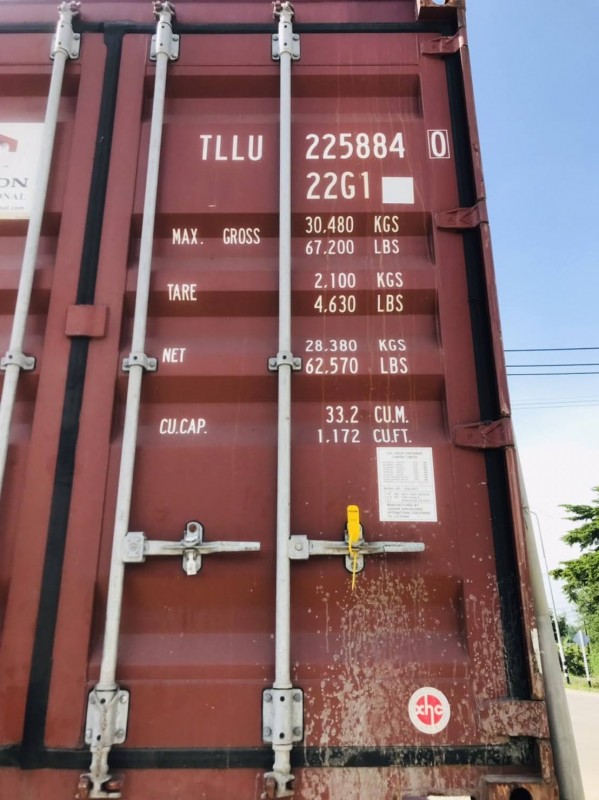 TLLU 225884 0
22G1
MAX. GROSS 30.480 KGS
67.200 LBS
TARE 2.100 KGS
4.630 LBS
NET 28.380 KGS
62.570 LBS
CU.CAP. 33.2 CU.M.
1.172 CU.FT.